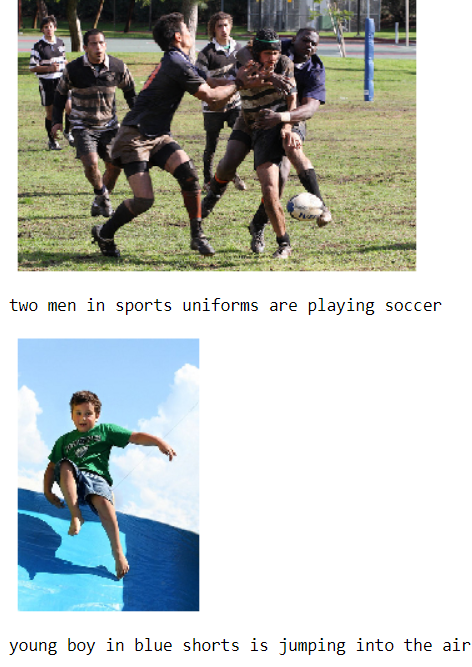 two men in sports uniforms are playing soccer
young boy in blue shorts is jumping into the air